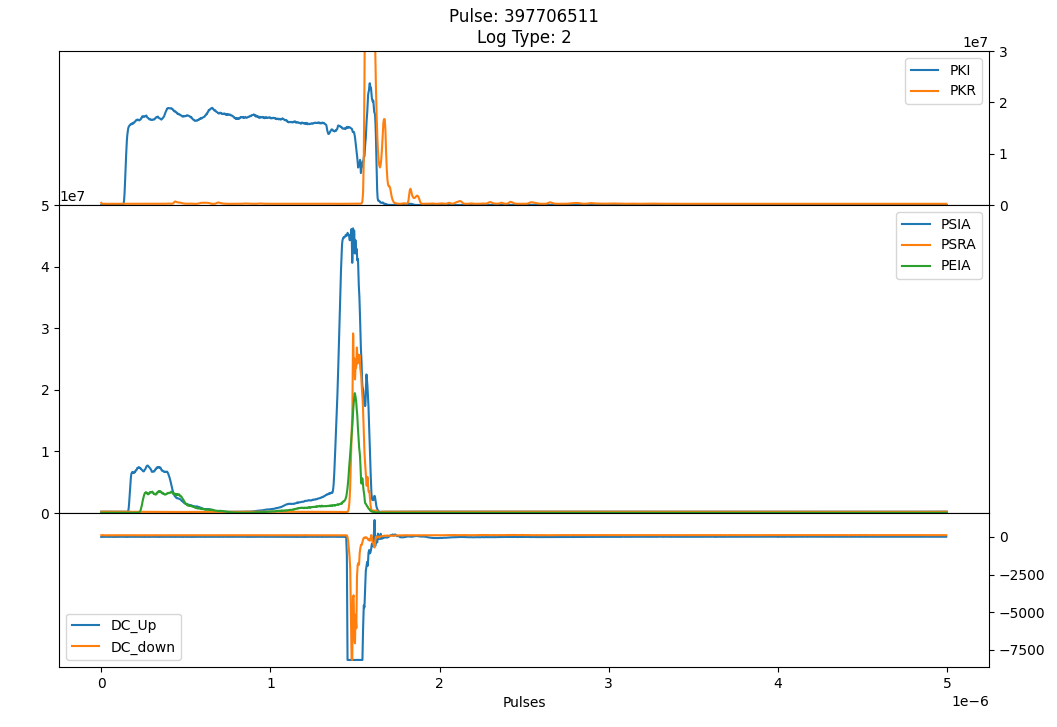 Pulse: 397706511
Log Type: 2
1e7
3
2
1
0
PKI
PKR
1e7
5
4
3
2
1
0
PSIA
PSRA
PEIA
0
−2500
−5000
−7500
DC_Up
DC_down
0 1 2 3 4 5
1e−6
Pulses